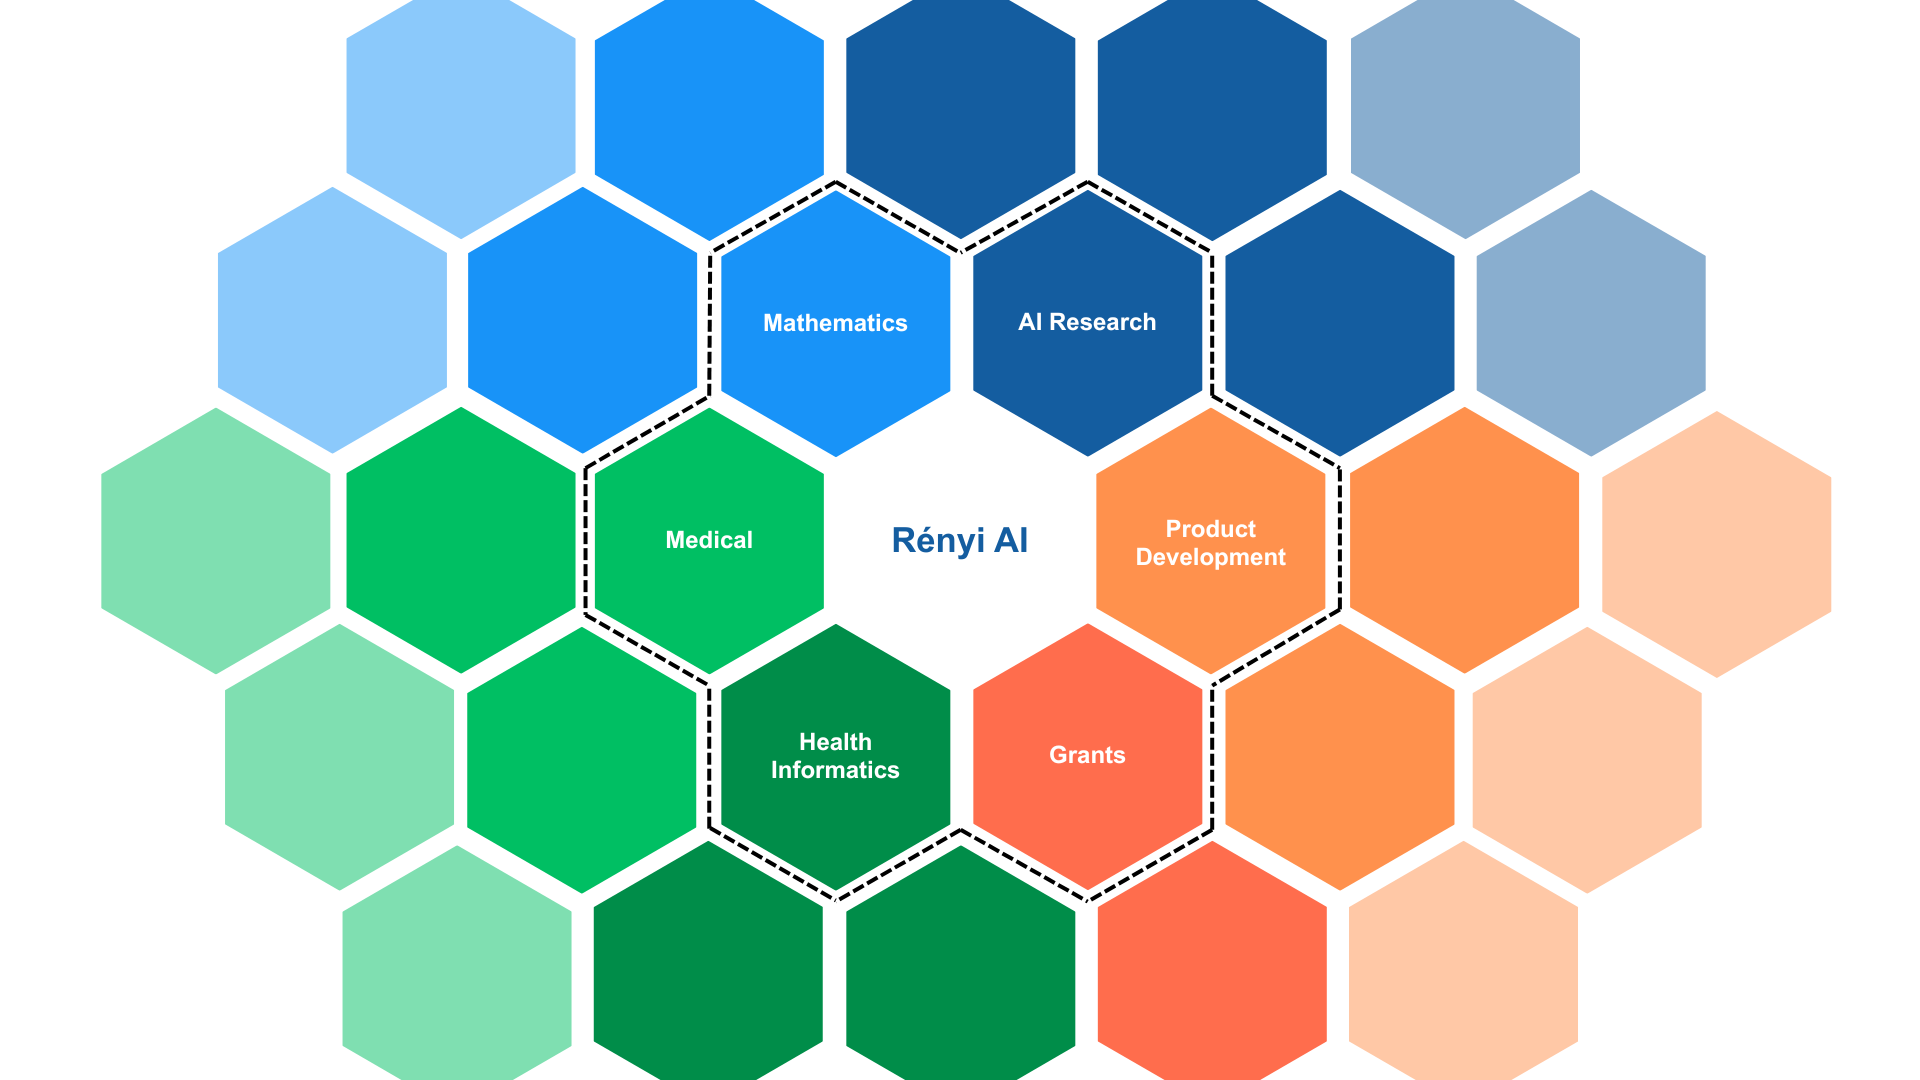 Mathematics
AI Research
Medical
Rényi AI
Product
Development
Health
Informatics
Grants